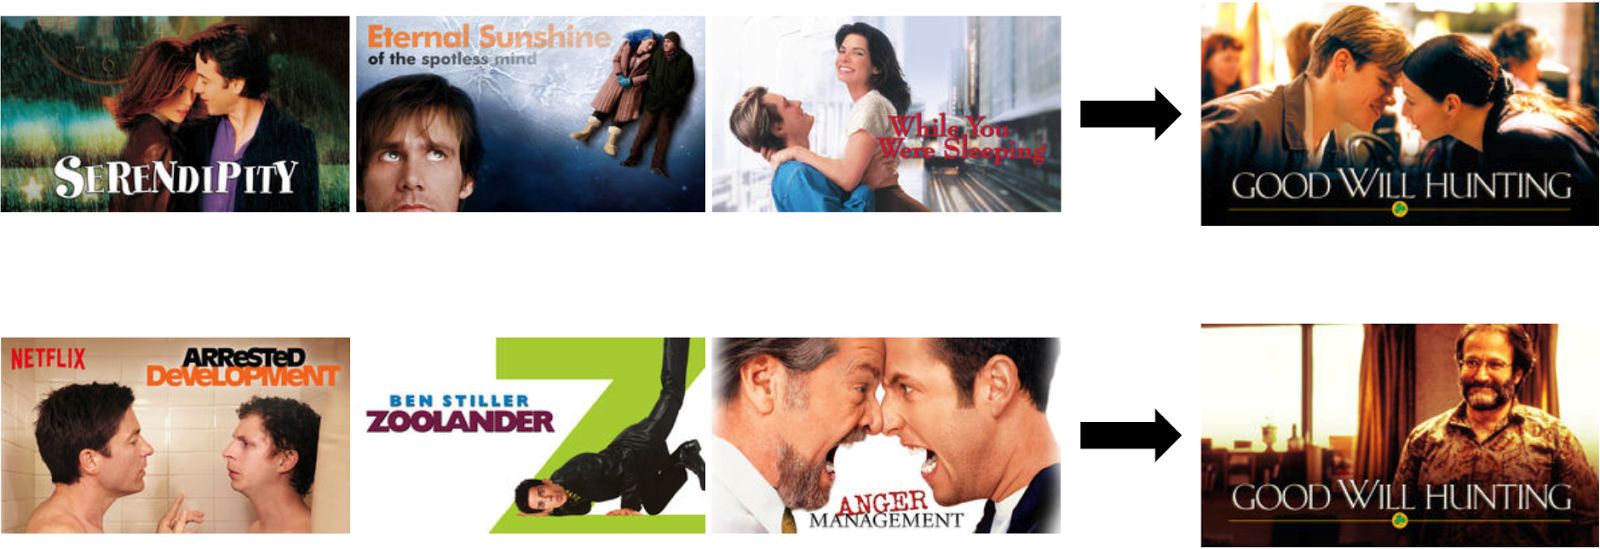 SERENDIPITY
Eternal Sunshine
of the spotless mind
While You
Were Sleeping
GOOD WILL HUNTING
NETFLIX
ARReSTeD
DeVeLOPMeNT
BEN STILLER
ZOOLANDER
ANGER
MANAGEMENT
GOOD WILL HUNTING